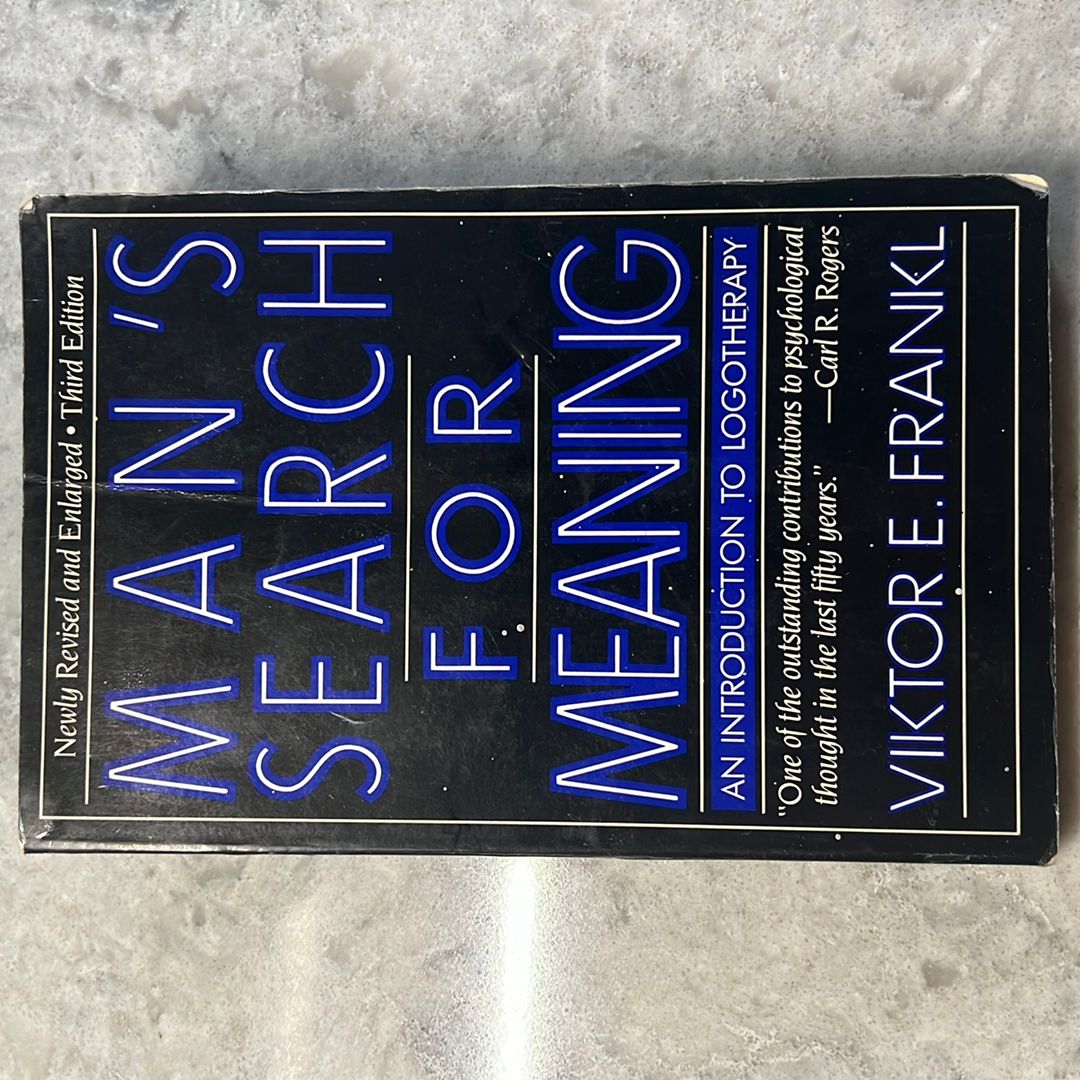 Newly Revised and Enlarged • Third Edition
MAN'S
SEARCH
FOR
MEANING
AN INTRODUCTION TO LOGOTHERAPY
"One of the outstanding contributions to psychological
thought in the last fifty years."
—Carl R. Rogers
VIKTOR E. FRANKL